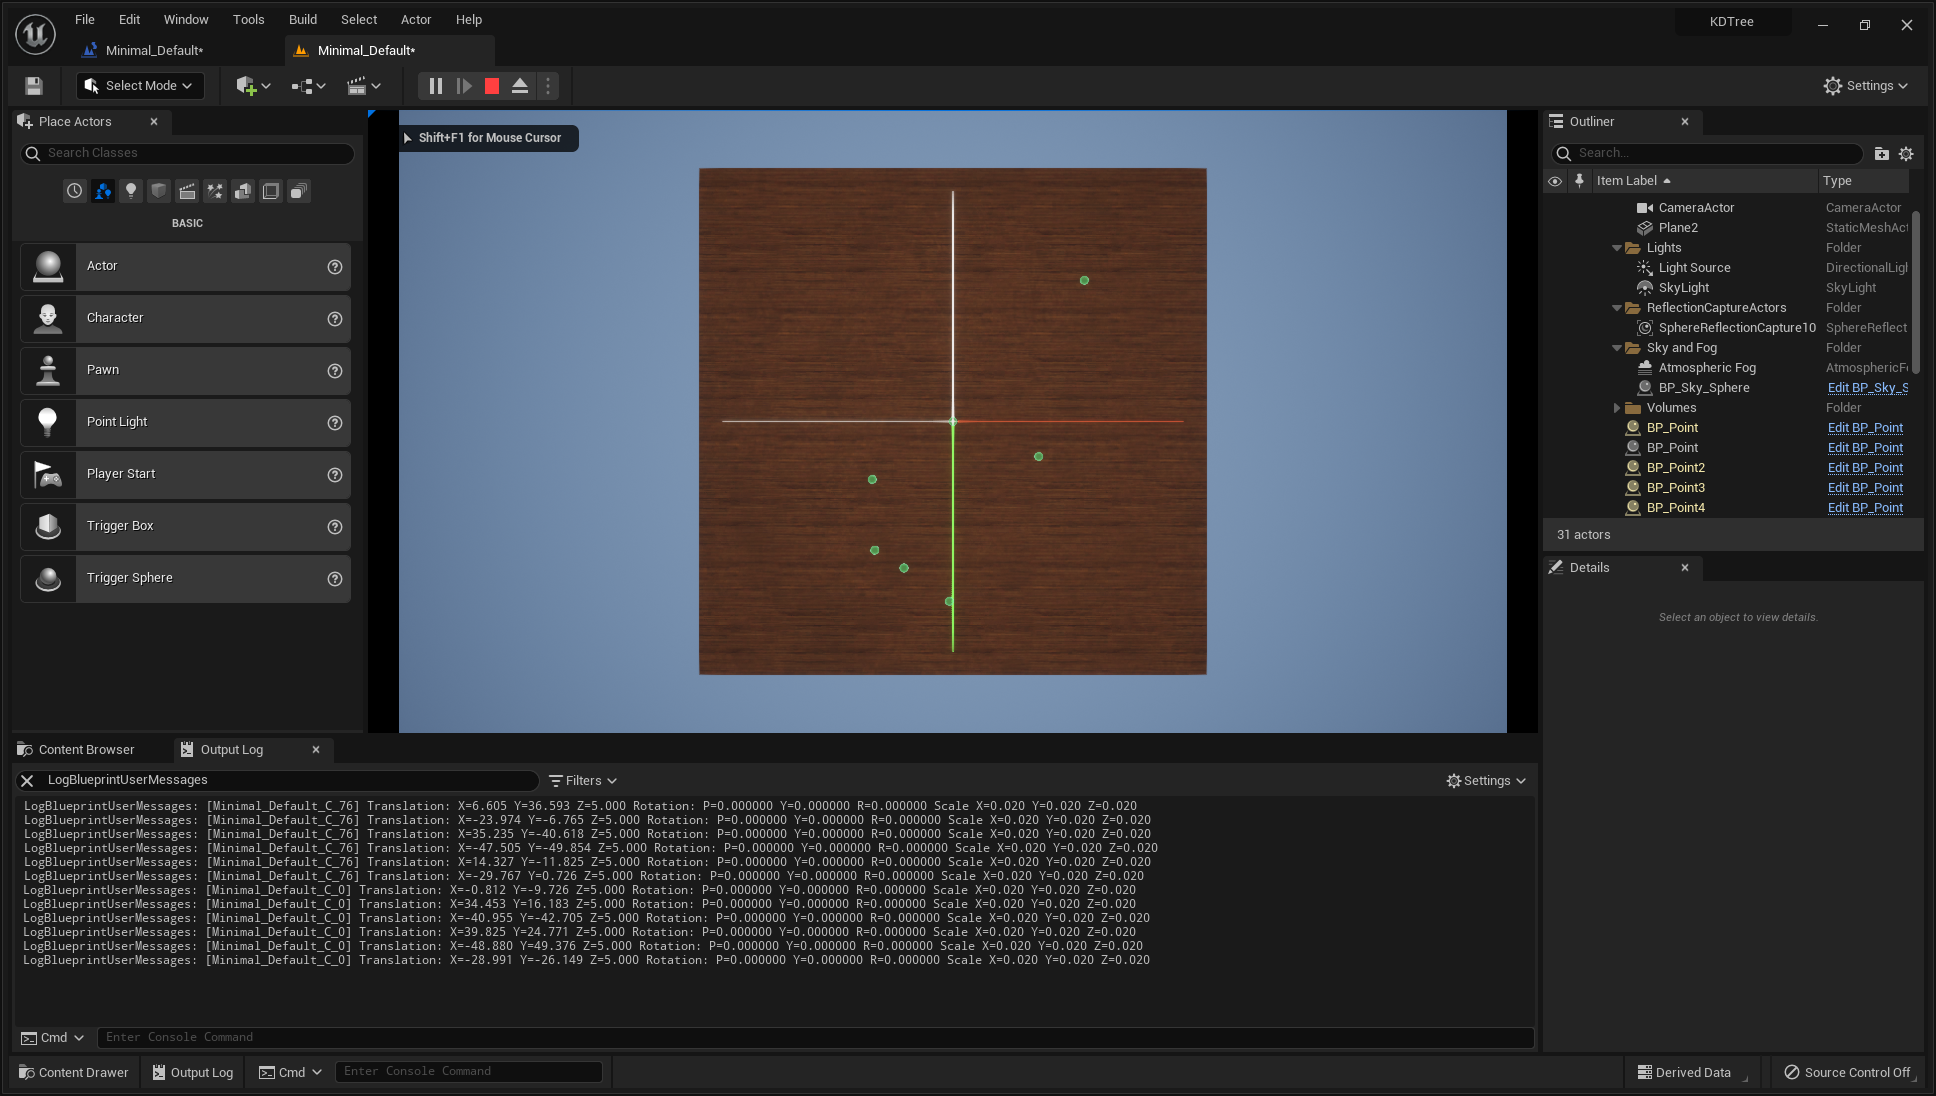 File Edit Window Tools Build Select Actor Help
KDTree
Minimal_Default*
Minimal_Default*
Select Mode
Settings
Place Actors
Search Classes
BASIC
Actor
Character
Pawn
Point Light
Player Start
Trigger Box
Trigger Sphere
Shift+F1 for Mouse Cursor
Outliner
Search...
Item Label Type
CameraActor CameraActor
Plane2 StaticMeshAct
Lights Folder
Light Source DirectionalLigh
SkyLight SkyLight
ReflectionCaptureActors Folder
SphereReflectionCapture10 SphereReflect
Sky and Fog Folder
Atmospheric Fog AtmosphericFo
BP_Sky_Sphere Edit BP_Sky_S
Volumes Folder
BP_Point Edit BP_Point
BP_Point Edit BP_Point
BP_Point2 Edit BP_Point
BP_Point3 Edit BP_Point
BP_Point4 Edit BP_Point
31 actors
Details
Select an object to view details.
Content Browser
Output Log
LogBlueprintUserMessages
Filters
Settings
LogBlueprintUserMessages: [Minimal_Default_C_76] Translation: X=6.605 Y=36.593 Z=5.000 Rotation: P=0.000000 Y=0.000000 R=0.000000 Scale X=0.020 Y=0.020 Z=0.020
LogBlueprintUserMessages: [Minimal_Default_C_76] Translation: X=-23.974 Y=-6.765 Z=5.000 Rotation: P=0.000000 Y=0.000000 R=0.000000 Scale X=0.020 Y=0.020 Z=0.020
LogBlueprintUserMessages: [Minimal_Default_C_76] Translation: X=35.235 Y=-40.618 Z=5.000 Rotation: P=0.000000 Y=0.000000 R=0.000000 Scale X=0.020 Y=0.020 Z=0.020
LogBlueprintUserMessages: [Minimal_Default_C_76] Translation: X=-47.505 Y=-49.854 Z=5.000 Rotation: P=0.000000 Y=0.000000 R=0.000000 Scale X=0.020 Y=0.020 Z=0.020
LogBlueprintUserMessages: [Minimal_Default_C_76] Translation: X=14.327 Y=-11.825 Z=5.000 Rotation: P=0.000000 Y=0.000000 R=0.000000 Scale X=0.020 Y=0.020 Z=0.020
LogBlueprintUserMessages: [Minimal_Default_C_76] Translation: X=-29.767 Y=0.726 Z=5.000 Rotation: P=0.000000 Y=0.000000 R=0.000000 Scale X=0.020 Y=0.020 Z=0.020
LogBlueprintUserMessages: [Minimal_Default_C_0] Translation: X=-0.812 Y=-9.726 Z=5.000 Rotation: P=0.000000 Y=0.000000 R=0.000000 Scale X=0.020 Y=0.020 Z=0.020
LogBlueprintUserMessages: [Minimal_Default_C_0] Translation: X=34.453 Y=16.183 Z=5.000 Rotation: P=0.000000 Y=0.000000 R=0.000000 Scale X=0.020 Y=0.020 Z=0.020
LogBlueprintUserMessages: [Minimal_Default_C_0] Translation: X=-40.955 Y=-42.705 Z=5.000 Rotation: P=0.000000 Y=0.000000 R=0.000000 Scale X=0.020 Y=0.020 Z=0.020
LogBlueprintUserMessages: [Minimal_Default_C_0] Translation: X=39.825 Y=24.771 Z=5.000 Rotation: P=0.000000 Y=0.000000 R=0.000000 Scale X=0.020 Y=0.020 Z=0.020
LogBlueprintUserMessages: [Minimal_Default_C_0] Translation: X=-48.880 Y=49.376 Z=5.000 Rotation: P=0.000000 Y=0.000000 R=0.000000 Scale X=0.020 Y=0.020 Z=0.020
LogBlueprintUserMessages: [Minimal_Default_C_0] Translation: X=-28.991 Y=-26.149 Z=5.000 Rotation: P=0.000000 Y=0.000000 R=0.000000 Scale X=0.020 Y=0.020 Z=0.020
Cmd Enter Console Command
Content Drawer Output Log Cmd Enter Console Command Derived Data Source Control Off